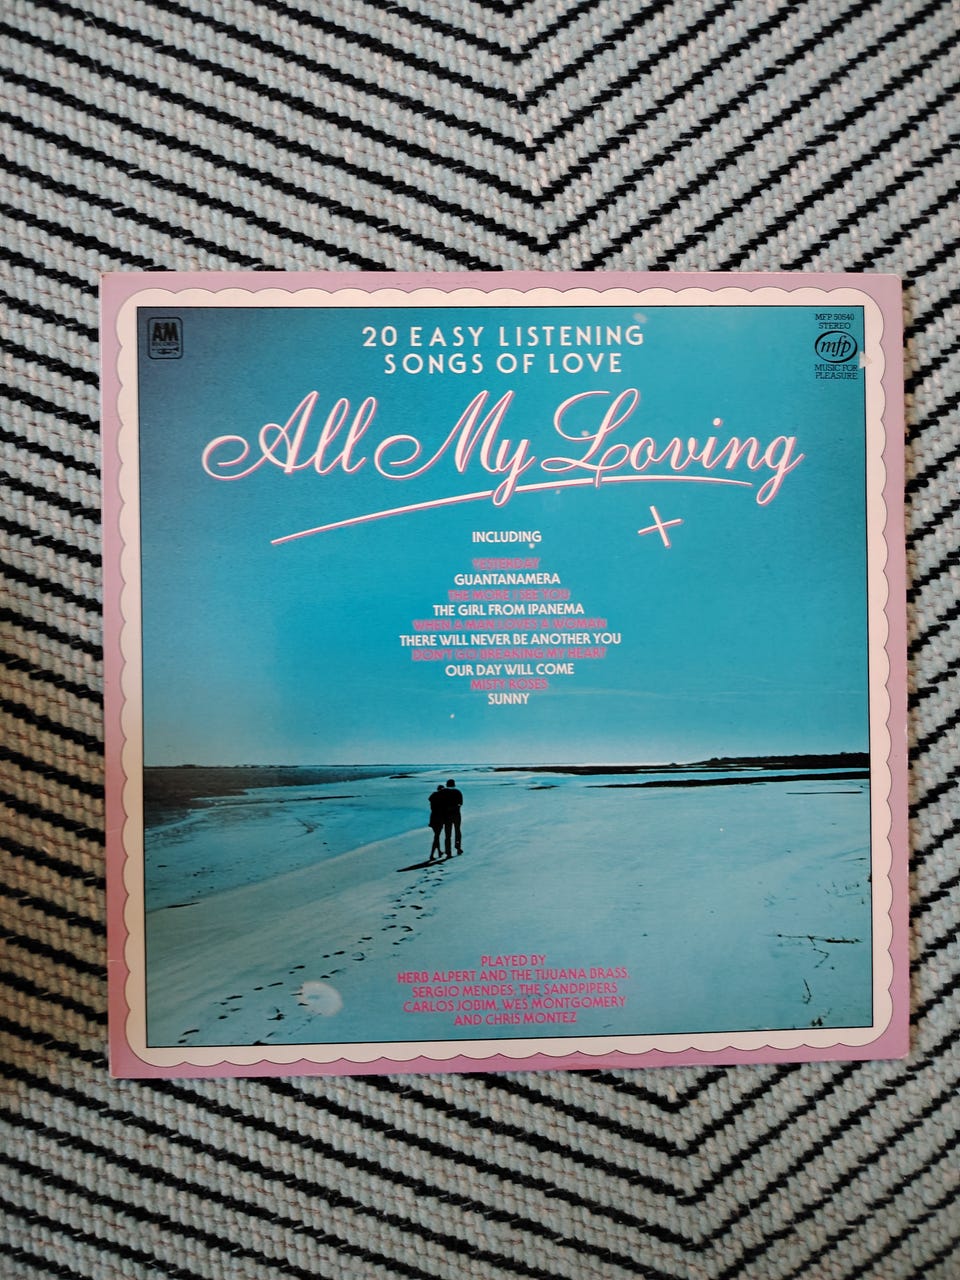 A&M
RECORDS
MFP 50540
STEREO
mfp
MUSIC FOR
PLEASURE
20 EASY LISTENING
SONGS OF LOVE
All My Loving
X
INCLUDING
YESTERDAY
GUANTANAMERA
THE MORE I SEE YOU
THE GIRL FROM IPANEMA
WHEN A MAN LOVES A WOMAN
THERE WILL NEVER BE ANOTHER YOU
DON'T GO BREAKING MY HEART
OUR DAY WILL COME
MISTY ROSES
SUNNY
PLAYED BY
HERB ALPERT AND THE TIJUANA BRASS,
SERGIO MENDES, THE SANDPIPERS
CARLOS JOBIM, WES MONTGOMERY
AND CHRIS MONTEZ